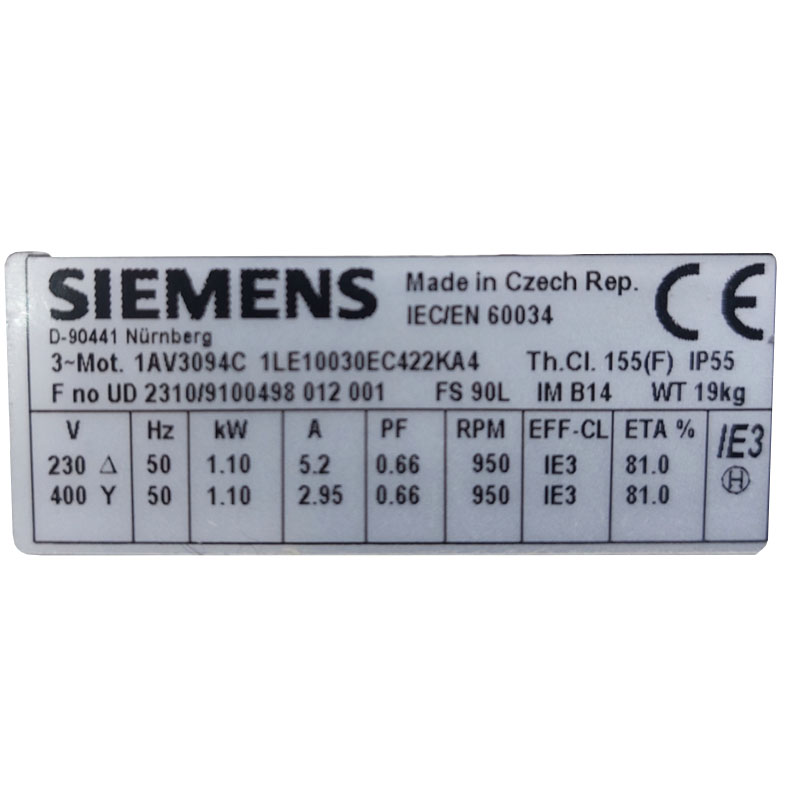 SIEMENS
Made in Czech Rep.
CE
IEC/EN 60034
D-90441 Nürnberg
3~Mot. 1AV3094C 1LE10030EC422KA4 Th.Cl. 155(F) IP55
F no UD 2310/9100498 012 001 FS 90L IM B14 WT 19kg
V Hz kW A PF RPM EFF-CL ETA % IE3
230 Δ 50 1.10 5.2 0.66 950 IE3 81.0
400 Y 50 1.10 2.95 0.66 950 IE3 81.0
H